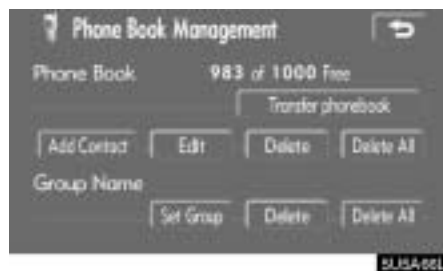 Phone Book Management
Phone Book 983 of 1000 Free
Transfer phonebook
Add Contact Edit Delete Delete All
Group Name
Set Group Delete Delete All